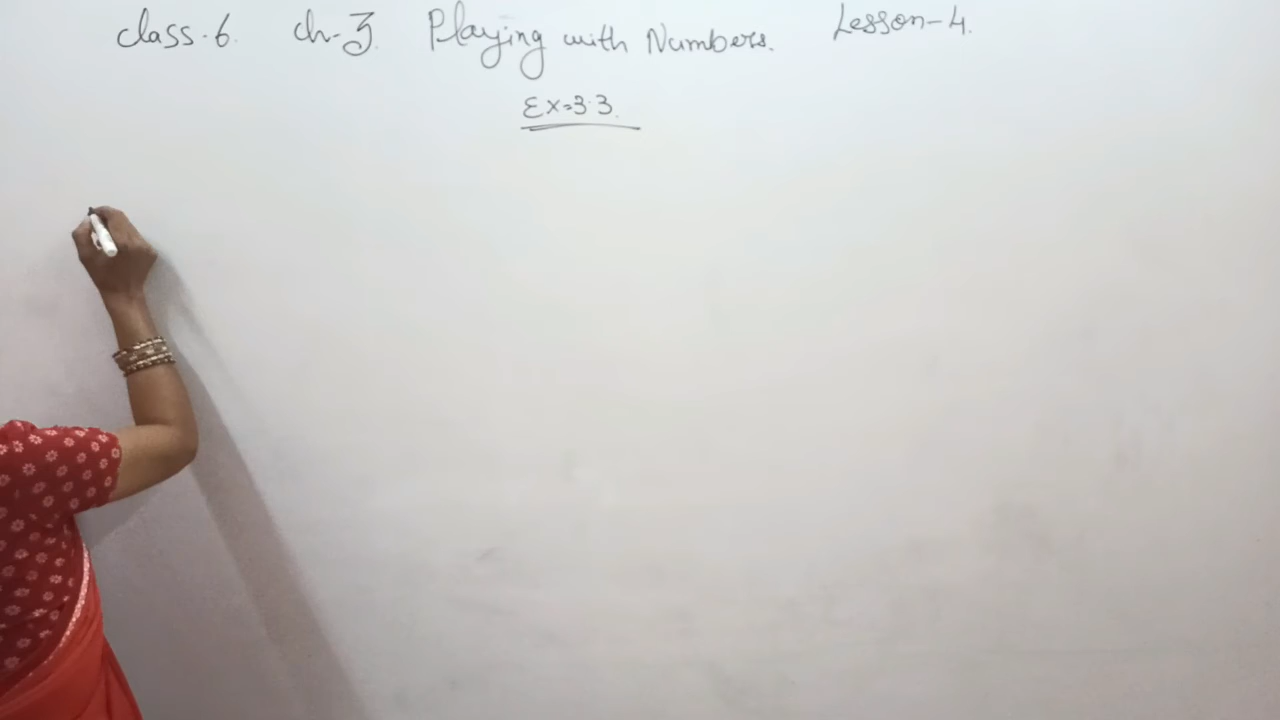 Class-6. Ch-3. Playing with Numbers. Lesson-4.
Ex=3.3.